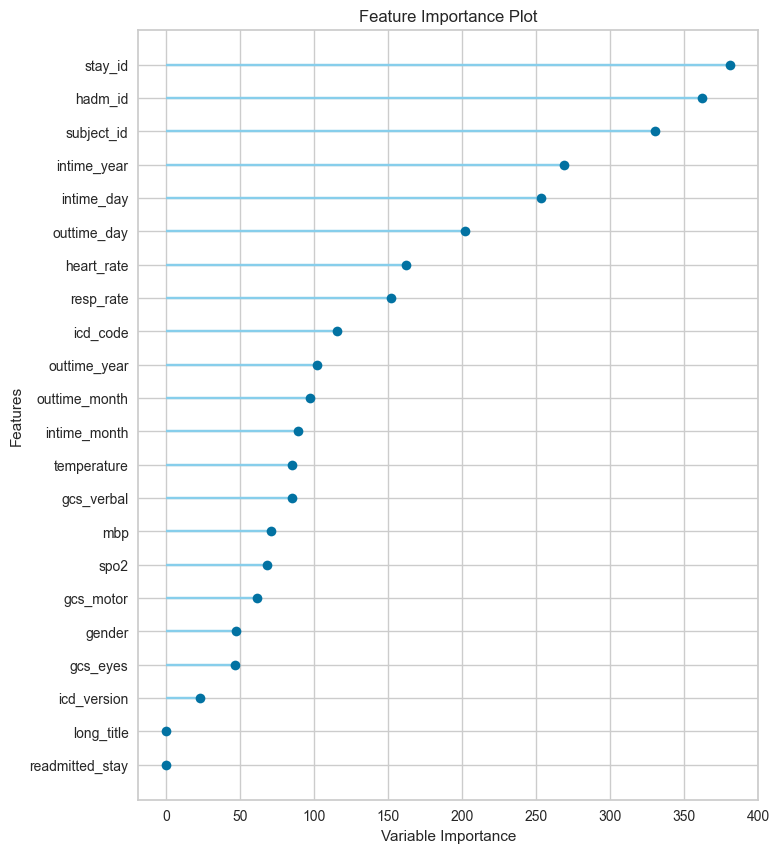 Feature Importance Plot
Features
stay_id
hadm_id
subject_id
intime_year
intime_day
outtime_day
heart_rate
resp_rate
icd_code
outtime_year
outtime_month
intime_month
temperature
gcs_verbal
mbp
spo2
gcs_motor
gender
gcs_eyes
icd_version
long_title
readmitted_stay
0 50 100 150 200 250 300 350 400
Variable Importance